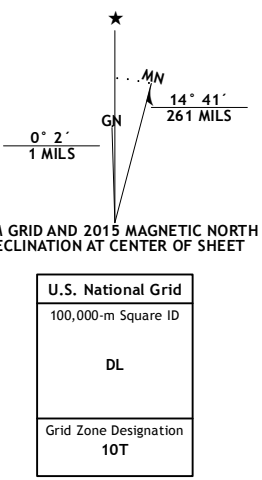 ★
MN
GN
14° 41´
261 MILS
0° 2´
1 MILS
GRID AND 2015 MAGNETIC NORTH
AT CENTER OF SHEET
U.S. National Grid
100,000-m Square ID
DL
Grid Zone Designation
10T